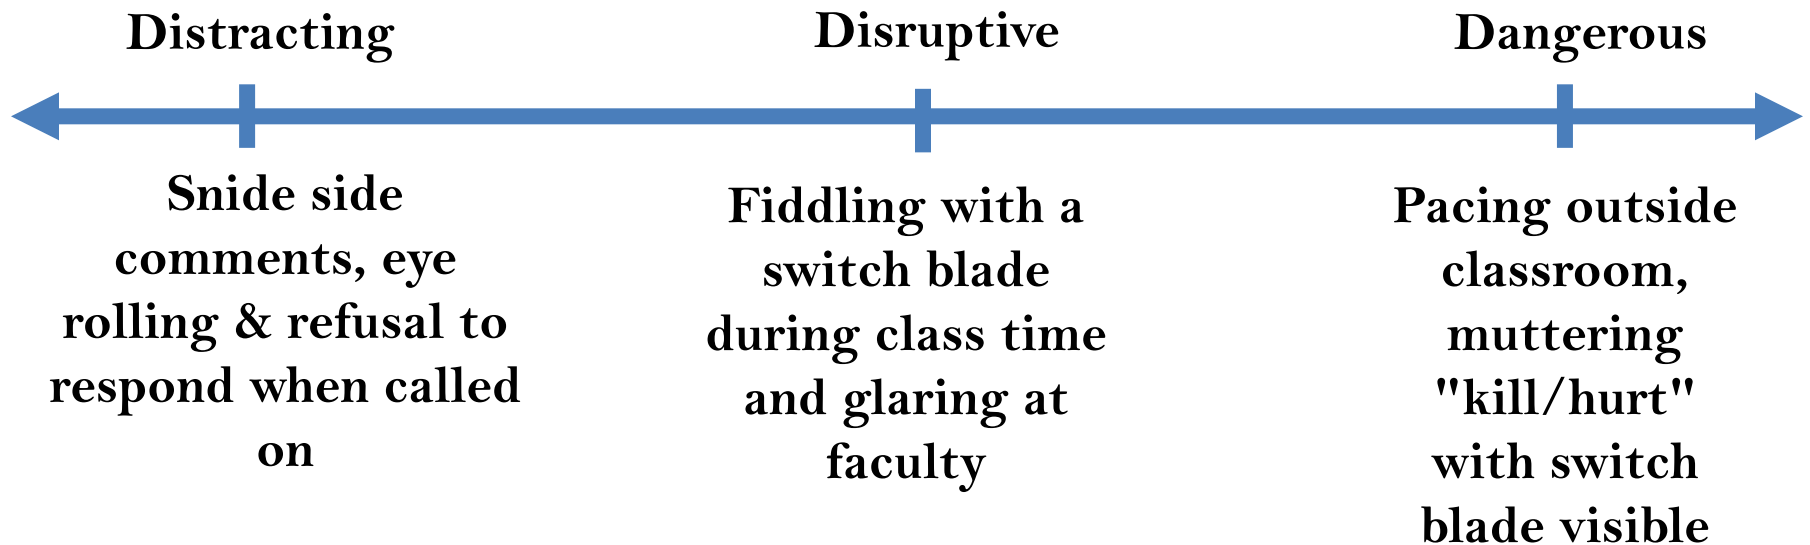 Distracting
Disruptive
Dangerous
Snide side
comments, eye
rolling & refusal to
respond when called
on
Fiddling with a
switch blade
during class time
and glaring at
faculty
Pacing outside
classroom,
muttering
"kill/hurt"
with switch
blade visible